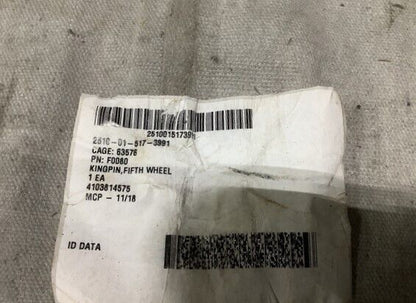 2510015173991
2510-01-517-3991
CAGE: 63576
PN: F0080
KINGPIN,FIFTH WHEEL
1 EA
4103814575
MCP - 11/18
ID DATA